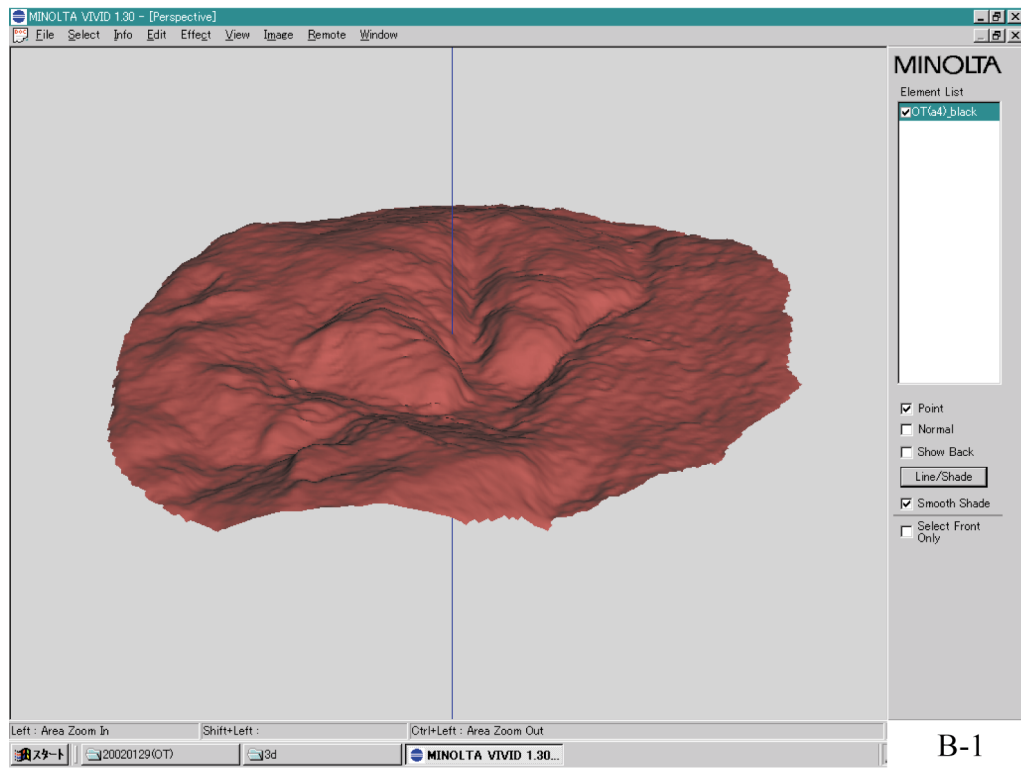 MINOLTA VIVID 1.30 - [Perspective]
File Select Info Edit Effect View Image Remote Window
MINOLTA
Element List
OT(a4)_black
Point
Normal
Show Back
Line/Shade
Smooth Shade
Select Front
Only
Left : Area Zoom In Shift+Left : Ctrl+Left : Area Zoom Out
スタート 20020129(OT) 3d MINOLTA VIVID 1.30...
B-1